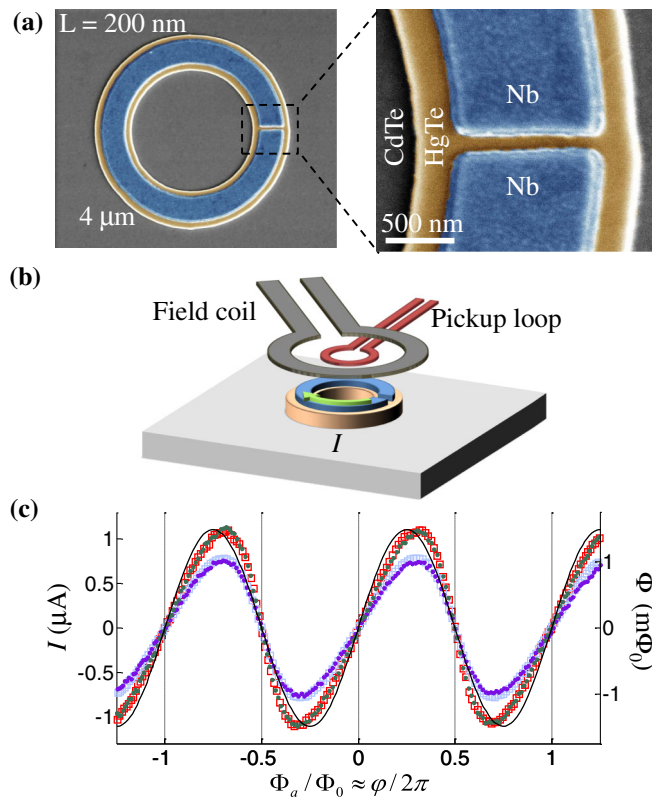 (a)
L = 200 nm
4 μm
CdTe
HgTe
Nb
Nb
500 nm
(b)
Field coil
Pickup loop
I
(c)
I (μA)
1
0.5
0
-0.5
-1
Φ (mΦ₀)
1
0
-1
-1
-0.5
0
0.5
1
Φₐ/Φ₀ ≈ φ/2π